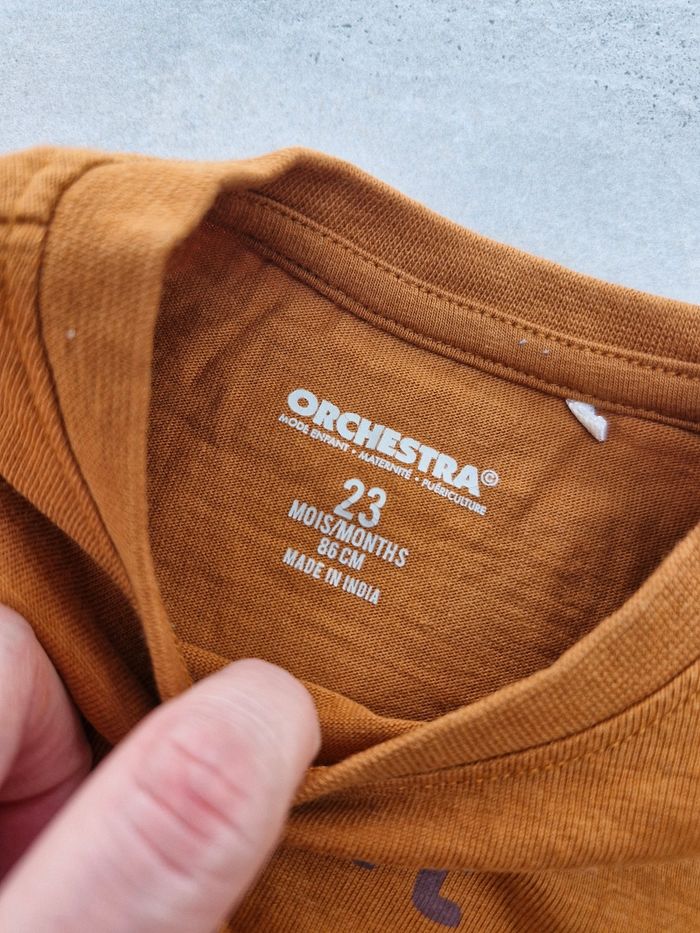 ORCHESTRA©
MODE ENFANT • MATERNITÉ • PUÉRICULTURE
23
MOIS/MONTHS
86 CM
MADE IN INDIA